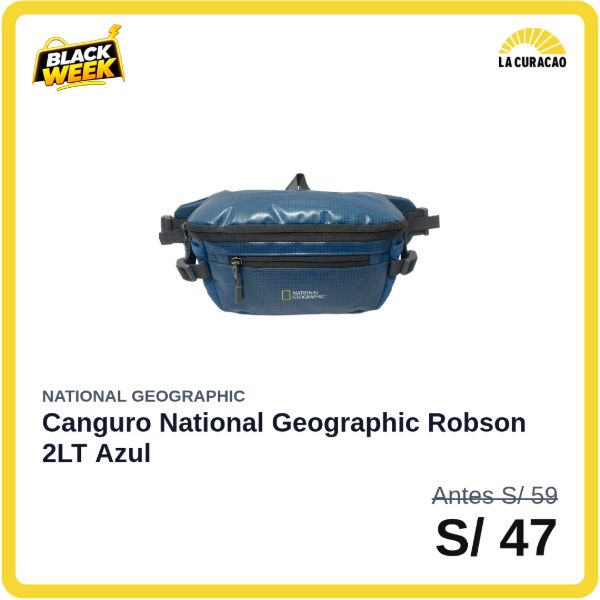 BLACK
WEEK
LA CURACAO
NATIONAL
GEOGRAPHIC
NATIONAL GEOGRAPHIC
Canguro National Geographic Robson
2LT Azul
Antes S/ 59
S/ 47